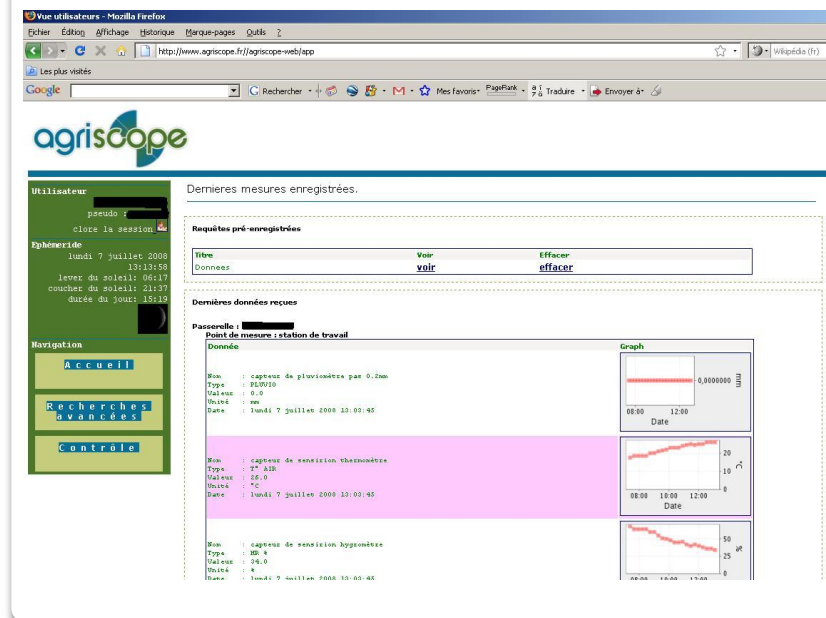 Vue utilisateurs - Mozilla Firefox
Fichier Édition Affichage Historique Marque-pages Outils ?
http://www.agriscope.fr//agriscope-web/app
Wikipédia (fr)
Les plus visités
Google Rechercher Mes favoris PageRank Traduire Envoyer à
agriscope
Utilisateur
pseudo :
clore la session
Ephémeride
lundi 7 juillet 2008
13:13:58
lever du soleil: 06:17
coucher du soleil: 21:37
durée du jour: 15:19
Navigation
Accueil
Recherches
avancées
Contrôle
Dernieres mesures enregistrées.
Requêtes pré-enregistrées
Titre Voir Effacer
Donnees voir effacer
Dernières données reçues
Passerelle :
Point de mesure : station de travail
Donnée Graph
Nom : capteur de pluviomètre pas 0.2mm
Type : PLUVIO
Valeur : 0.0
Unité : mm
Date : lundi 7 juillet 2008 13:03:45
0,0000000 mm
08:00 12:00
Date
Nom : capteur de sensirion thermomètre
Type : T° AIR
Valeur : 25.0
Unité : °C
Date : lundi 7 juillet 2008 13:03:45
20
10 °C
0
08:00 10:00 12:00
Date
Nom : capteur de sensirion hygromètre
Type : HR %
Valeur : 34.0
Unité : %
Date : lundi 7 juillet 2008 13:03:45
50
25 %
0
08:00 10:00 12:00